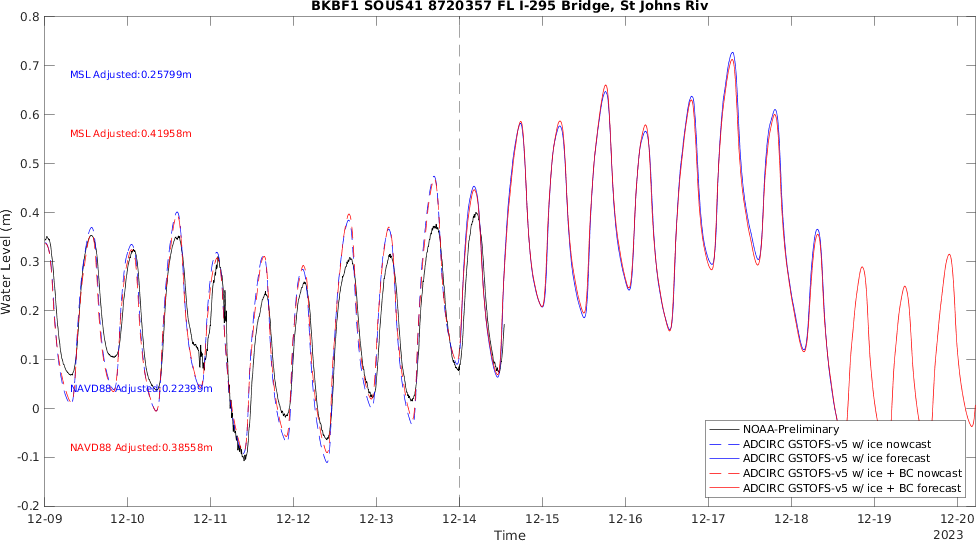 BKBF1 SOUS41 8720357 FL I-295 Bridge, St Johns Riv
0.8
0.7
0.6
0.5
0.4
0.3
0.2
0.1
0
-0.1
-0.2
Water Level (m)
MSL Adjusted:0.25799m
MSL Adjusted:0.41958m
NAVD88 Adjusted:0.22399m
NAVD88 Adjusted:0.38558m
NOAA-Preliminary
ADCIRC GSTOFS-v5 w/ ice nowcast
ADCIRC GSTOFS-v5 w/ ice forecast
ADCIRC GSTOFS-v5 w/ ice + BC nowcast
ADCIRC GSTOFS-v5 w/ ice + BC forecast
12-09 12-10 12-11 12-12 12-13 12-14 12-15 12-16 12-17 12-18 12-19 12-20
Time
2023